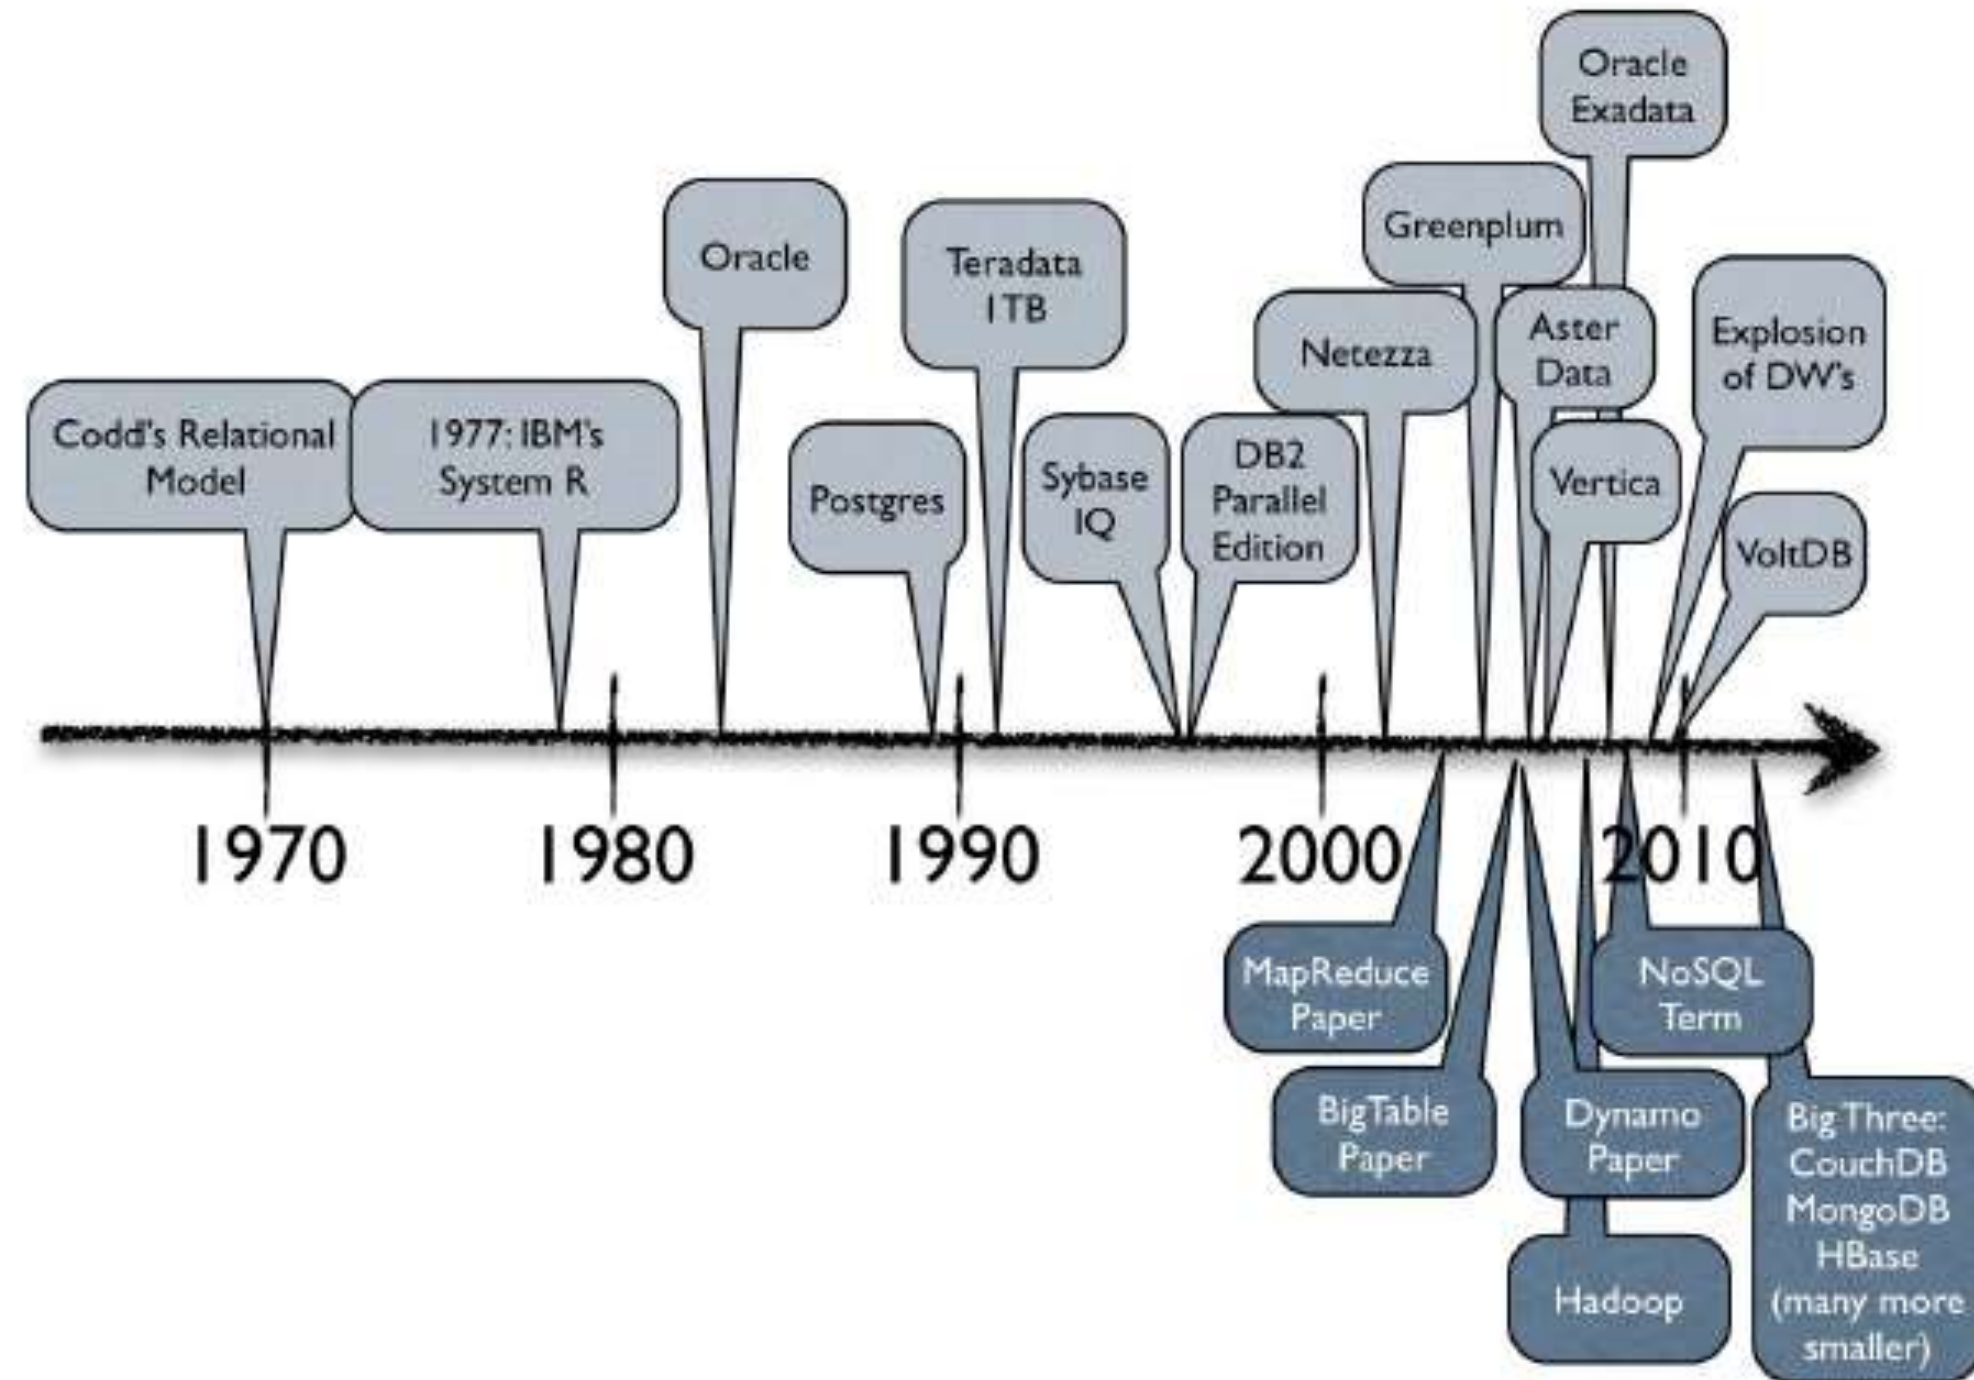 Oracle
Exadata
Greenplum
Oracle
Teradata
1TB
Netezza
Aster
Data
Explosion
of DW's
Codd's Relational
Model
1977: IBM's
System R
Postgres
Sybase
IQ
DB2
Parallel
Edition
Vertica
VoltDB
1970
1980
1990
2000
2010
MapReduce
Paper
NoSQL
Term
BigTable
Paper
Dynamo
Paper
Big Three:
CouchDB
MongoDB
HBase
(many more
smaller)
Hadoop